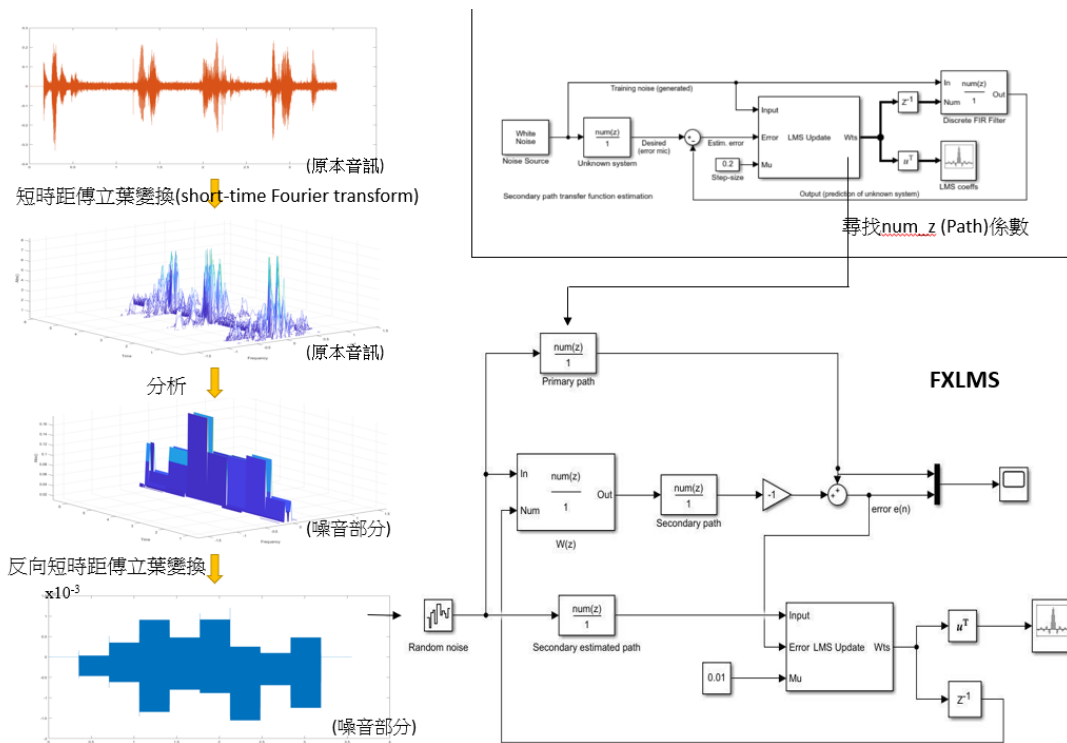 (原本音訊)
短時距傅立葉變換(short-time Fourier transform)
Time
Frequency
(原本音訊)
分析
Time
Frequency
(噪音部分)
反向短時距傅立葉變換
x10-3
(噪音部分)
Training noise (generated)
White
Noise
Noise Source
num(z)
1
Unknown system
Desired
(error mic)
Estim. error
0.2
Step-size
Input
Error
LMS Update
Wts
Mu
Z-1
In
Num
num(z)
1
Out
Discrete FIR Filter
uT
LMS coeffs
Output (prediction of unknown system)
Secondary path transfer function estimation
尋找num_z (Path)係數
num(z)
1
Primary path
FXLMS
In
Num
num(z)
1
Out
W(z)
num(z)
1
Secondary path
-1
error e(n)
Random noise
num(z)
1
Secondary estimated path
0.01
Input
Error
LMS Update
Wts
Mu
uT
Z-1